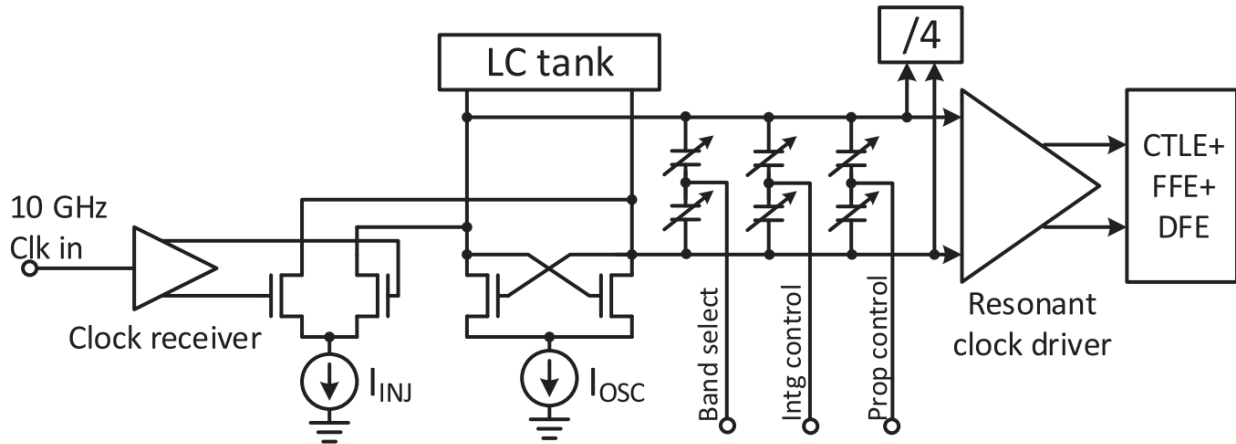 /4
LC tank
10 GHz
Clk in
Clock receiver
I_INJ
I_OSC
Band select
Intg control
Prop control
Resonant
clock driver
CTLE+
FFE+
DFE